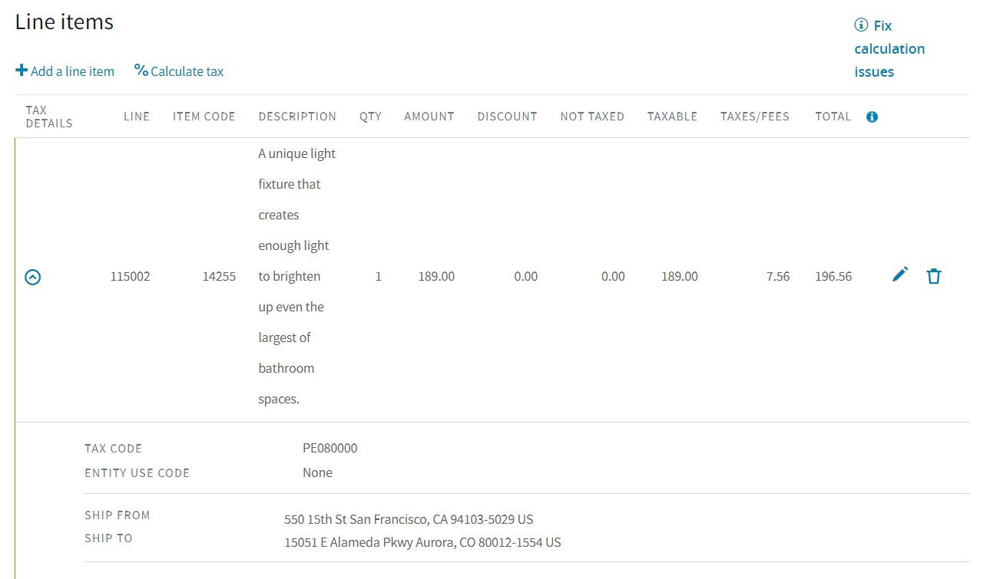 Line items
Fix
calculation
issues
Add a line item
Calculate tax
TAX
DETAILS
LINE
ITEM CODE
DESCRIPTION
QTY
AMOUNT
DISCOUNT
NOT TAXED
TAXABLE
TAXES/FEES
TOTAL
A unique light
fixture that
creates
enough light
115002
14255
to brighten
1
189.00
0.00
0.00
189.00
7.56
196.56
up even the
largest of
bathroom
spaces.
TAX CODE
PE080000
ENTITY USE CODE
None
SHIP FROM
550 15th St San Francisco, CA 94103-5029 US
SHIP TO
15051 E Alameda Pkwy Aurora, CO 80012-1554 US